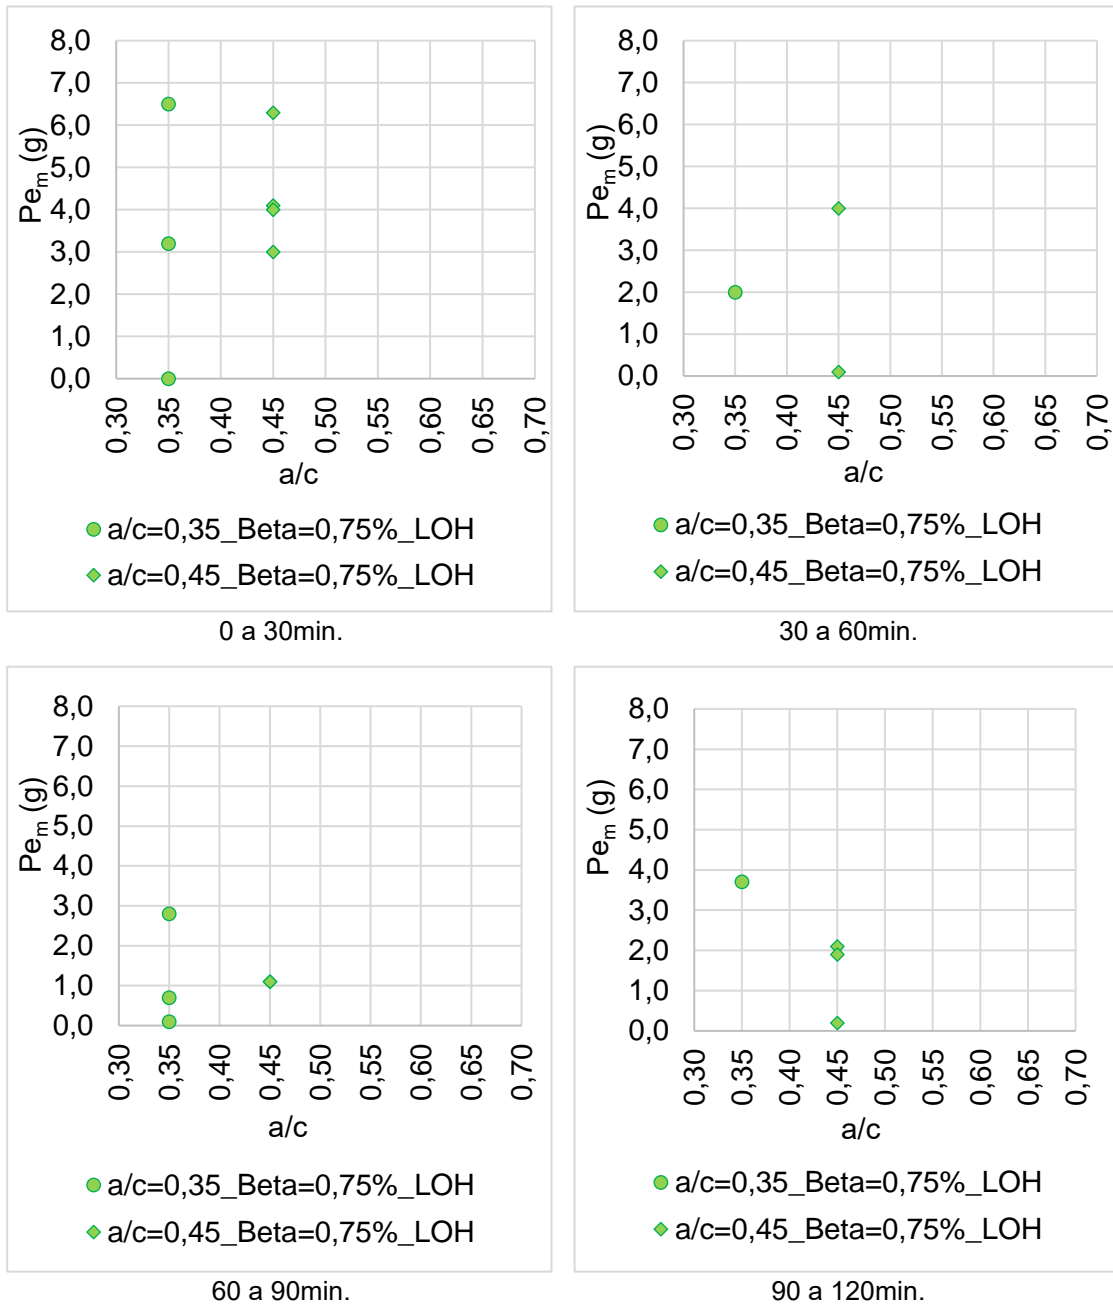 8,0
7,0
6,0
5,0
4,0
3,0
2,0
1,0
0,0
Pem (g)
0,30 0,35 0,40 0,45 0,50 0,55 0,60 0,65 0,70
a/c
a/c=0,35_Beta=0,75%_LOH
a/c=0,45_Beta=0,75%_LOH
0 a 30min.
8,0
7,0
6,0
5,0
4,0
3,0
2,0
1,0
0,0
Pem (g)
0,30 0,35 0,40 0,45 0,50 0,55 0,60 0,65 0,70
a/c
a/c=0,35_Beta=0,75%_LOH
a/c=0,45_Beta=0,75%_LOH
30 a 60min.
8,0
7,0
6,0
5,0
4,0
3,0
2,0
1,0
0,0
Pem (g)
0,30 0,35 0,40 0,45 0,50 0,55 0,60 0,65 0,70
a/c
a/c=0,35_Beta=0,75%_LOH
a/c=0,45_Beta=0,75%_LOH
60 a 90min.
8,0
7,0
6,0
5,0
4,0
3,0
2,0
1,0
0,0
Pem (g)
0,30 0,35 0,40 0,45 0,50 0,55 0,60 0,65 0,70
a/c
a/c=0,35_Beta=0,75%_LOH
a/c=0,45_Beta=0,75%_LOH
90 a 120min.